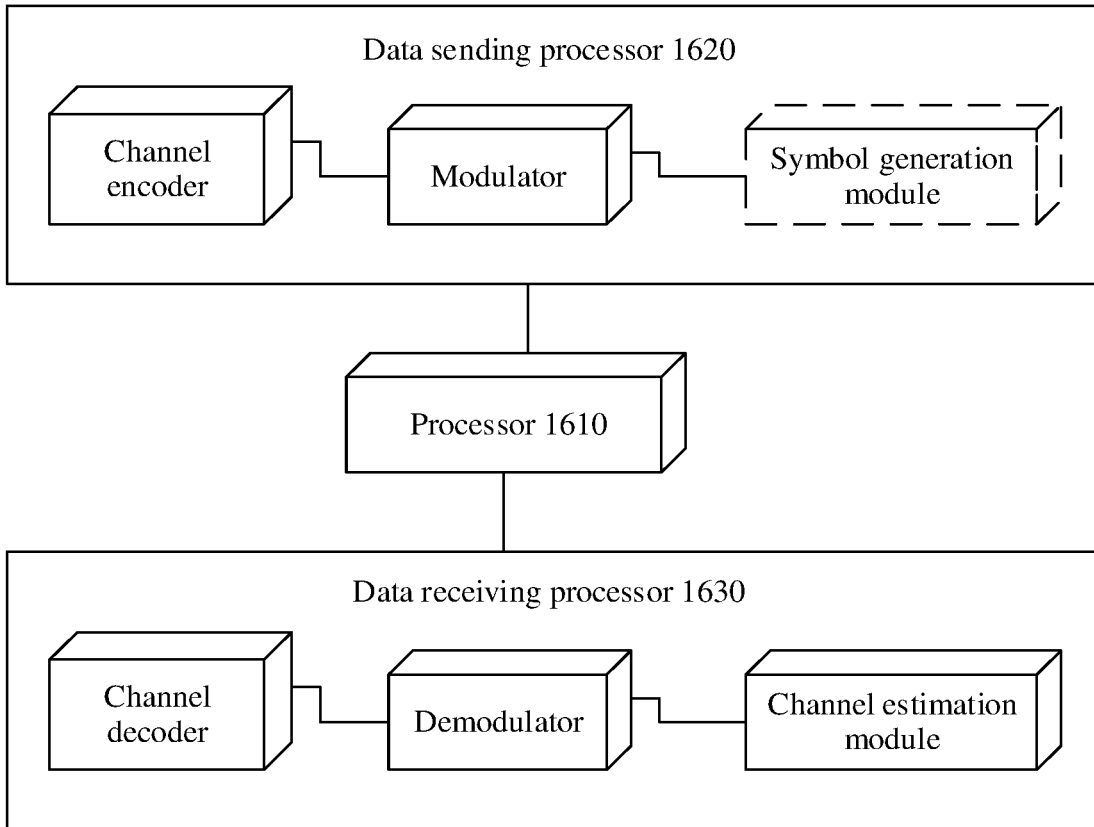 Data sending processor 1620
Channel
encoder
Modulator
Symbol generation
module
Processor 1610
Data receiving processor 1630
Channel
decoder
Demodulator
Channel estimation
module